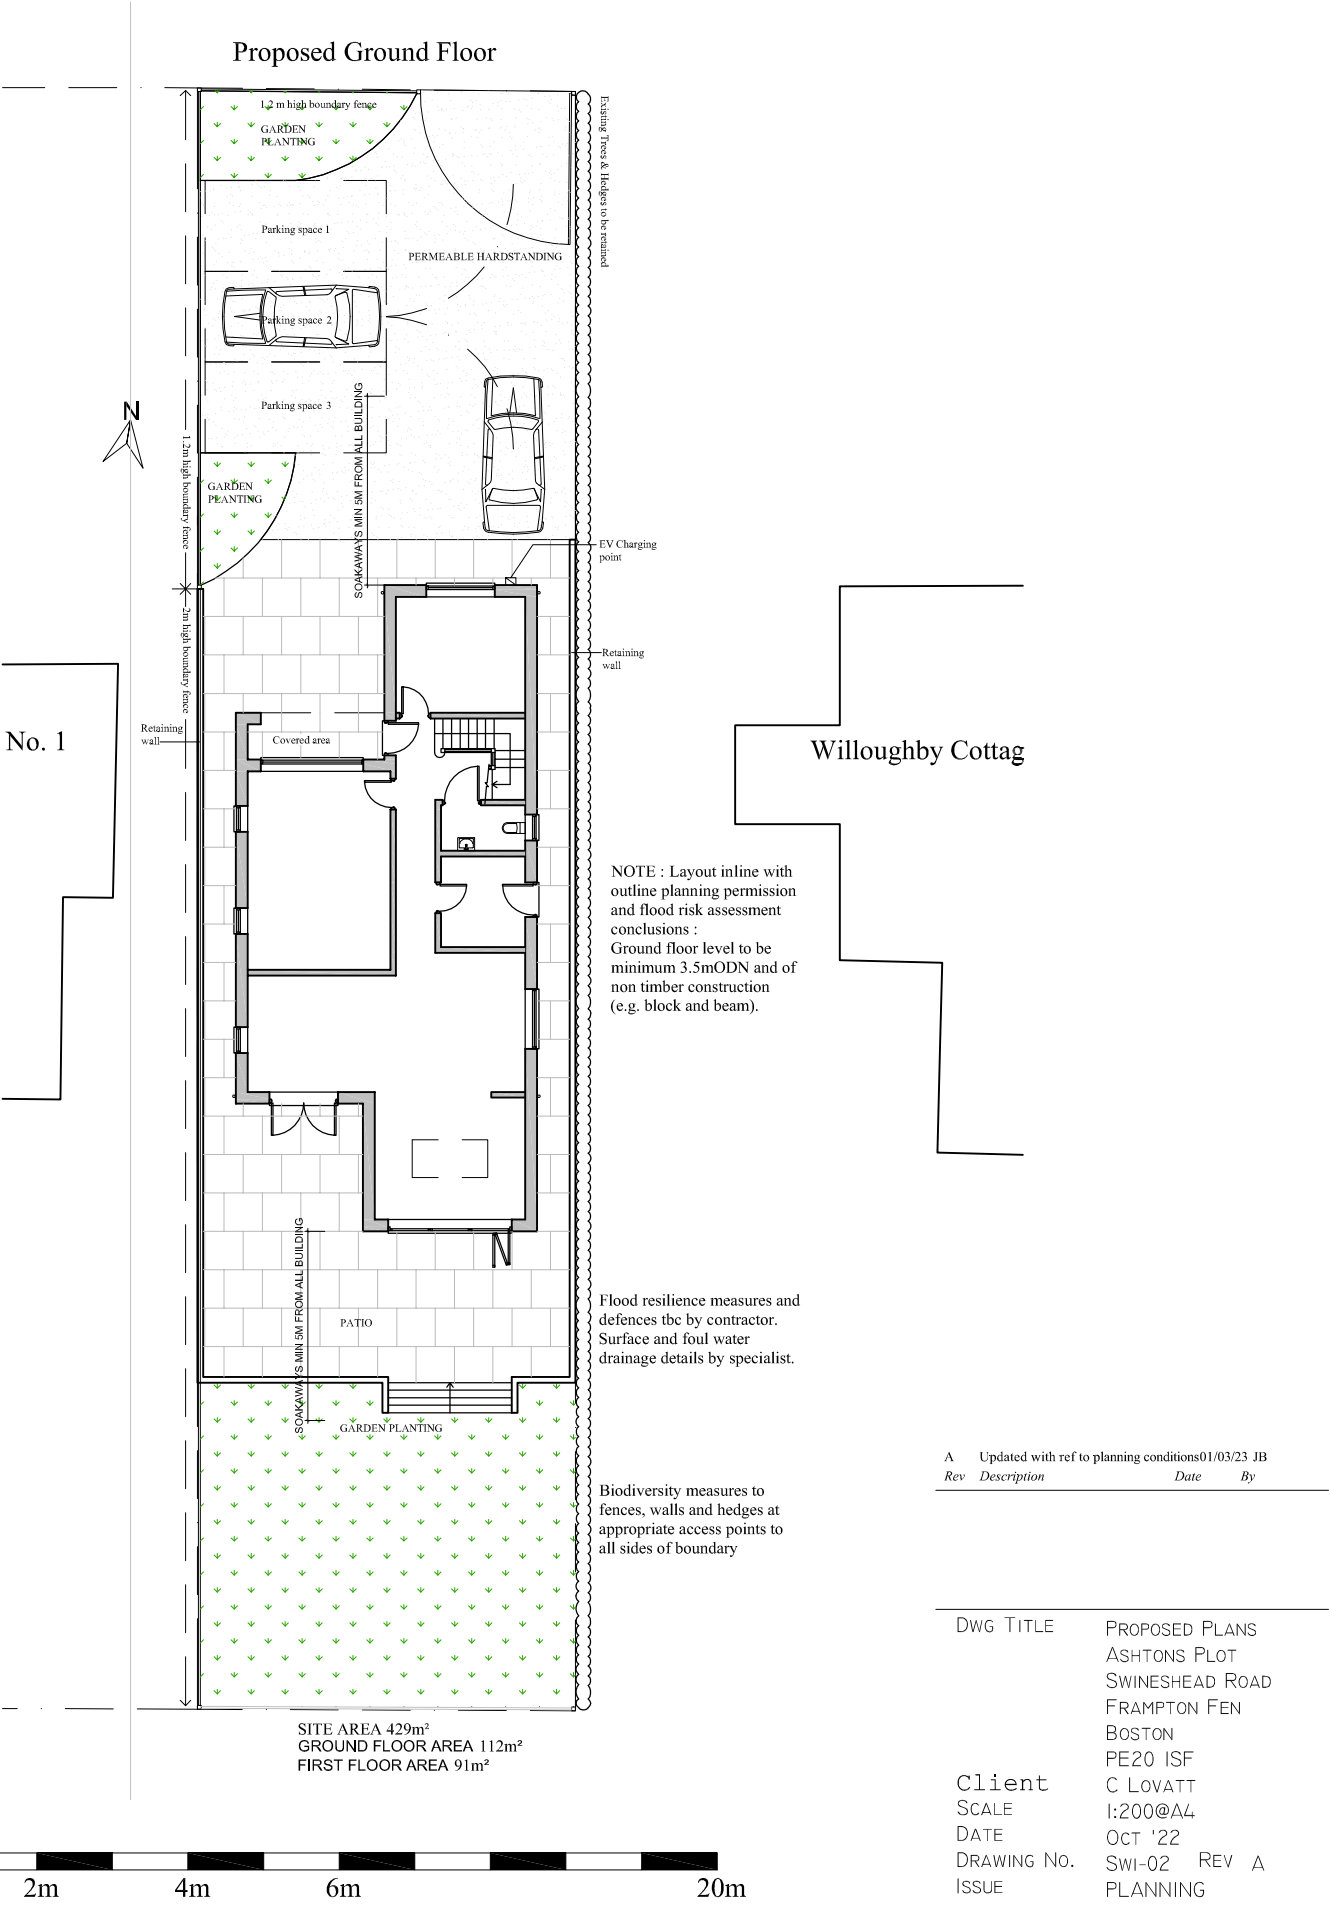 Proposed Ground Floor
1.2 m high boundary fence
GARDEN
PLANTING
Existing Trees & Hedges to be retained
Parking space 1
PERMEABLE HARDSTANDING
Parking space 2
Parking space 3
N
1.2m high boundary fence
SOAKAWAYS MIN 5M FROM ALL BUILDING
GARDEN
PLANTING
EV Charging
point
2m high boundary fence
Retaining
wall
Retaining
wall
Covered area
No. 1
Willoughby Cottag
NOTE : Layout inline with
outline planning permission
and flood risk assessment
conclusions :
Ground floor level to be
minimum 3.5mODN and of
non timber construction
(e.g. block and beam).
SOAKAWAYS MIN 5M FROM ALL BUILDING
PATIO
Flood resilience measures and
defences tbc by contractor.
Surface and foul water
drainage details by specialist.
GARDEN PLANTING
Biodiversity measures to
fences, walls and hedges at
appropriate access points to
all sides of boundary
A Updated with ref to planning conditions01/03/23 JB
Rev Description Date By
SITE AREA 429m²
GROUND FLOOR AREA 112m²
FIRST FLOOR AREA 91m²
DWG TITLE PROPOSED PLANS
ASHTONS PLOT
SWINESHEAD ROAD
FRAMPTON FEN
BOSTON
PE20 1SF
Client C LOVATT
SCALE 1:200@A4
DATE OCT '22
DRAWING NO. SWI-02 REV A
ISSUE PLANNING
2m 4m 6m 20m